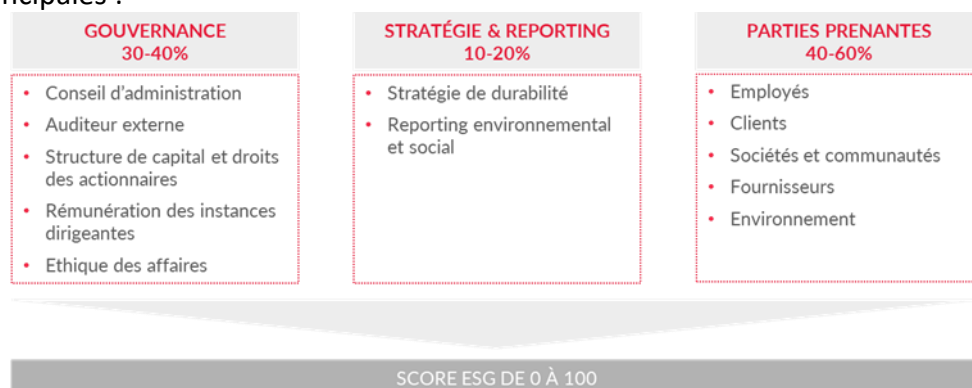 GOUVERNANCE
30-40%
• Conseil d'administration
• Auditeur externe
• Structure de capital et droits
des actionnaires
• Rémunération des instances
dirigeantes
• Ethique des affaires
STRATÉGIE & REPORTING
10-20%
• Stratégie de durabilité
• Reporting environnemental
et social
PARTIES PRENANTES
40-60%
• Employés
• Clients
• Sociétés et communautés
• Fournisseurs
• Environnement
SCORE ESG DE 0 À 100